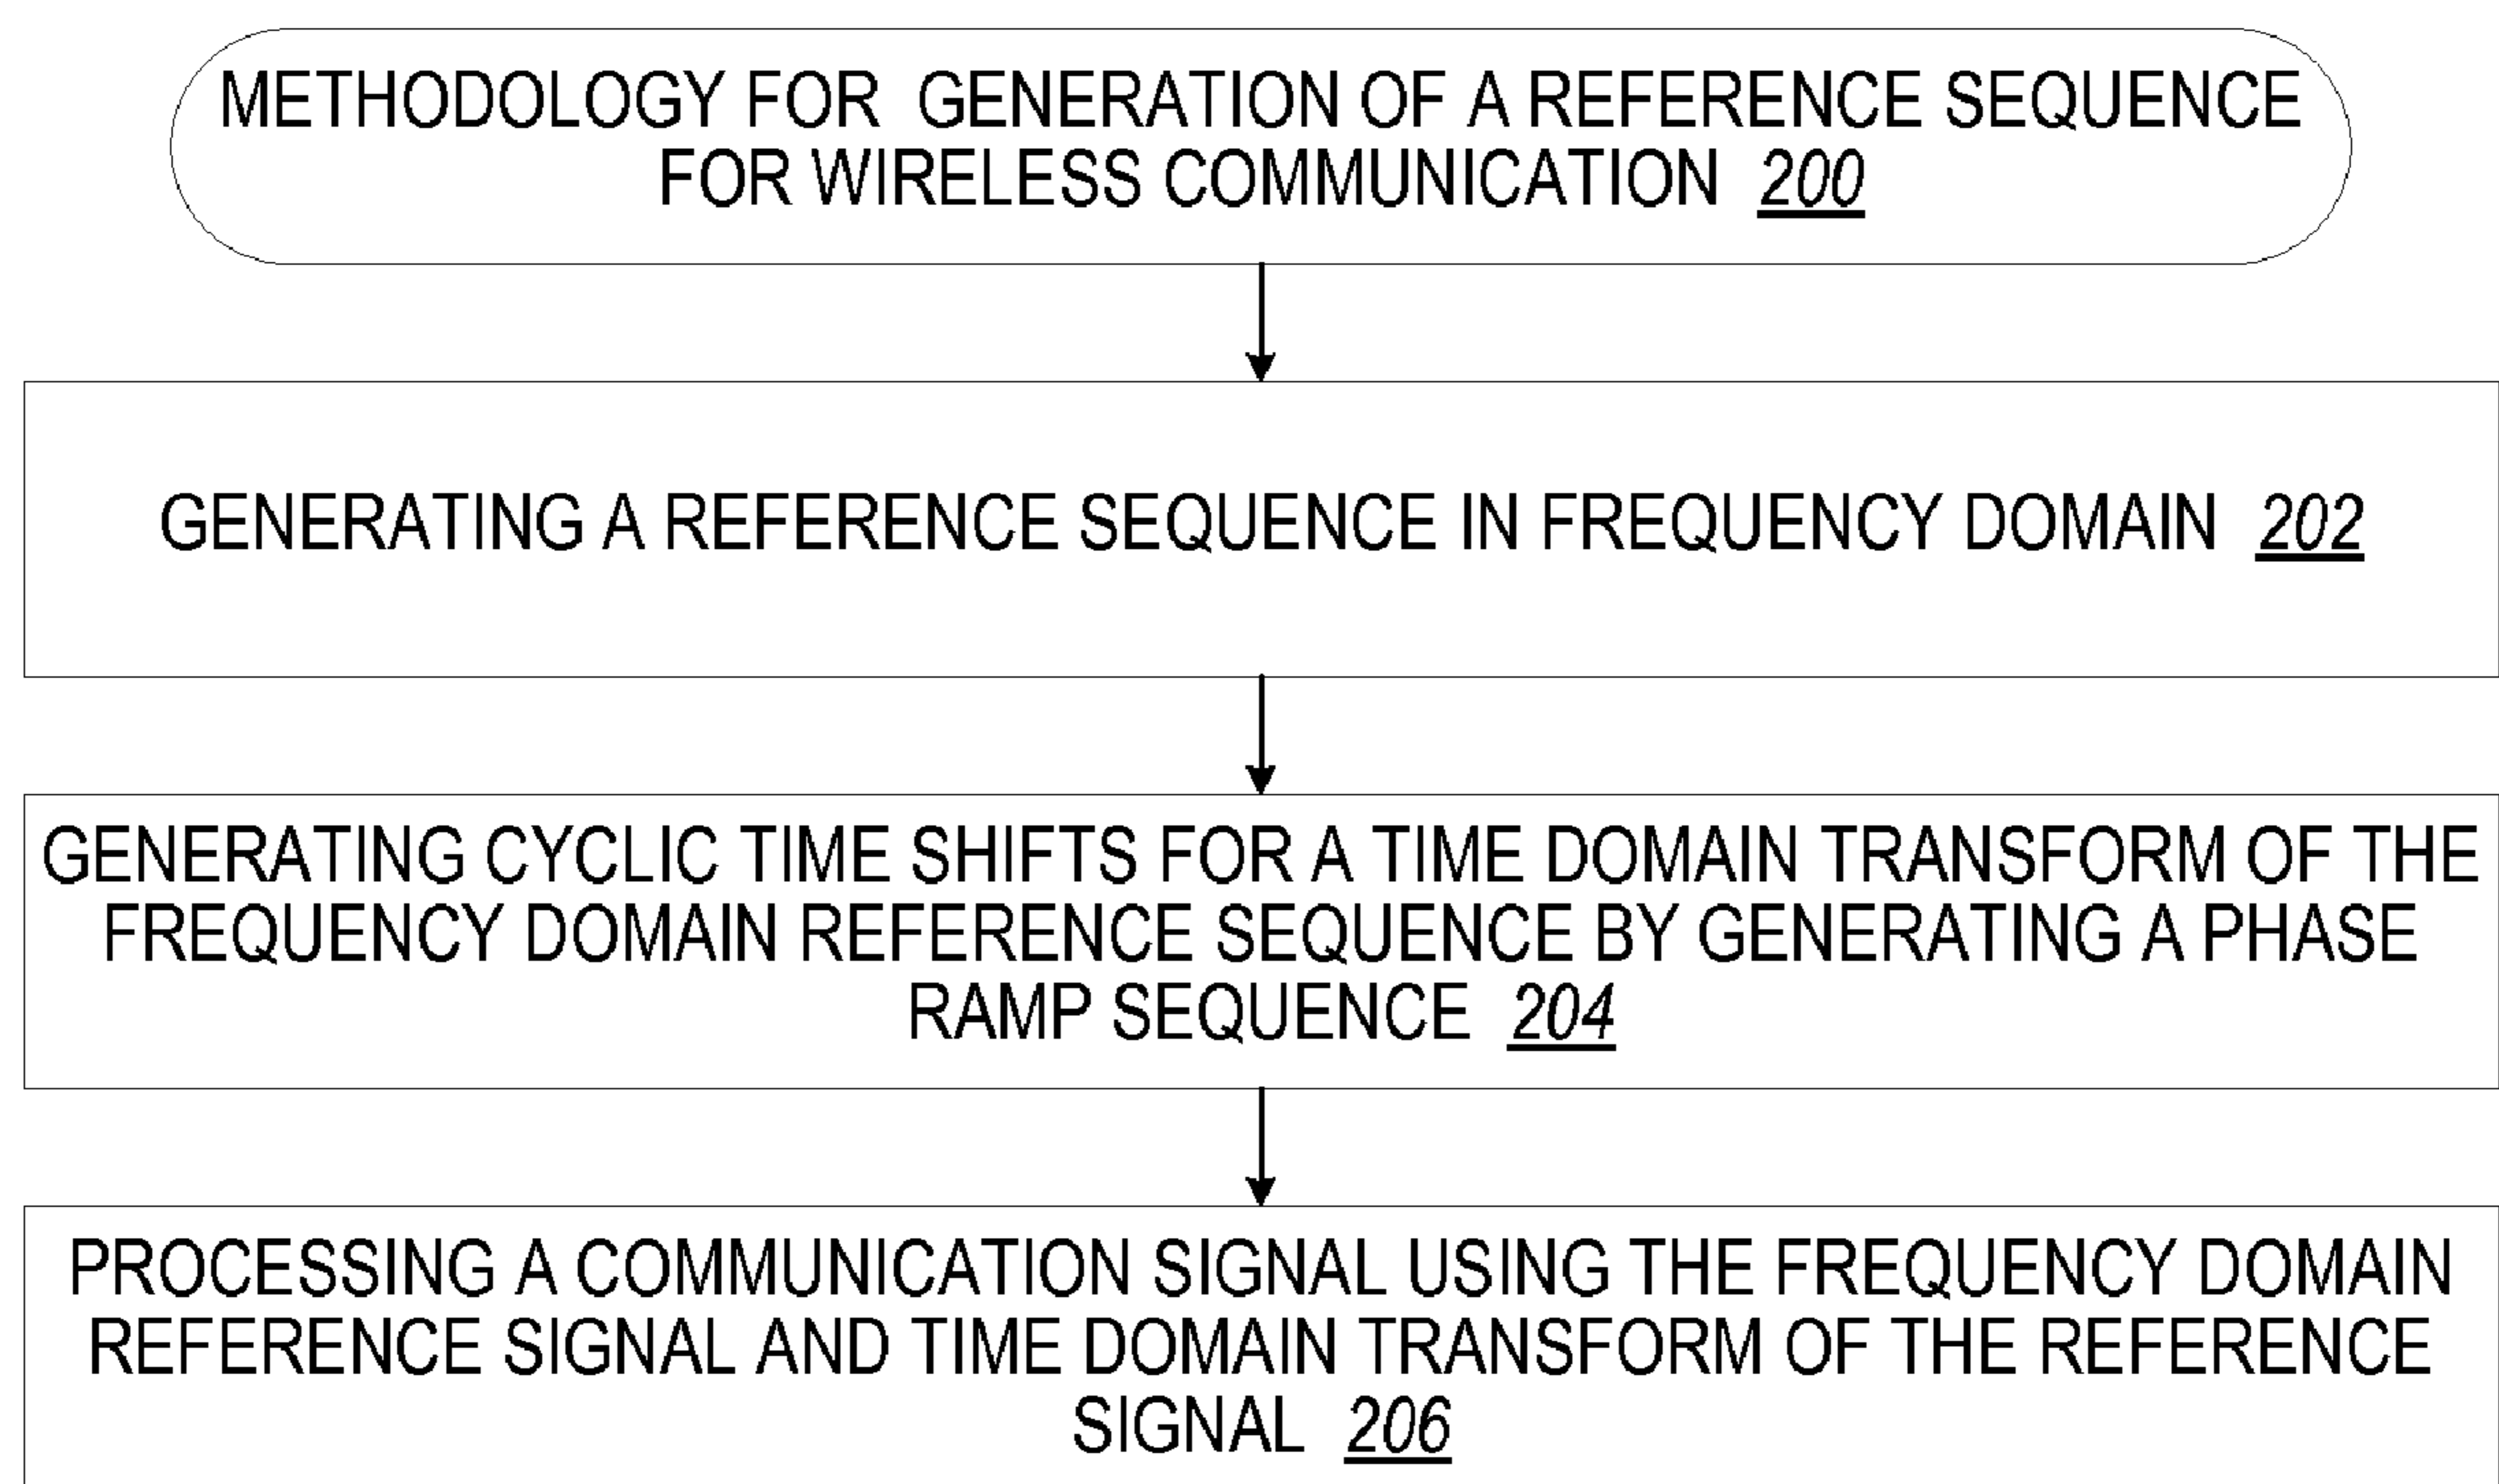 METHODOLOGY FOR GENERATION OF A REFERENCE SEQUENCE
FOR WIRELESS COMMUNICATION 200
GENERATING A REFERENCE SEQUENCE IN FREQUENCY DOMAIN 202
GENERATING CYCLIC TIME SHIFTS FOR A TIME DOMAIN TRANSFORM OF THE
FREQUENCY DOMAIN REFERENCE SEQUENCE BY GENERATING A PHASE
RAMP SEQUENCE 204
PROCESSING A COMMUNICATION SIGNAL USING THE FREQUENCY DOMAIN
REFERENCE SIGNAL AND TIME DOMAIN TRANSFORM OF THE REFERENCE
SIGNAL 206